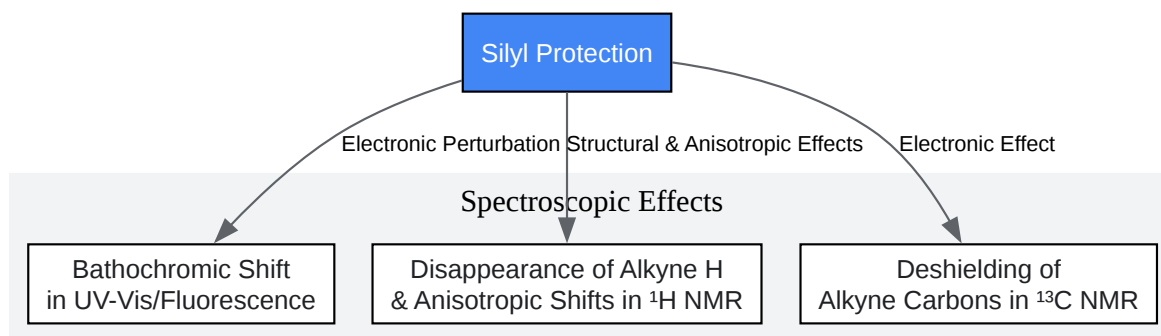 Silyl Protection
Electronic Perturbation
Structural & Anisotropic Effects
Electronic Effect
Spectroscopic Effects
Bathochromic Shift
in UV-Vis/Fluorescence
Disappearance of Alkyne H
& Anisotropic Shifts in ¹H NMR
Deshielding of
Alkyne Carbons in ¹³C NMR